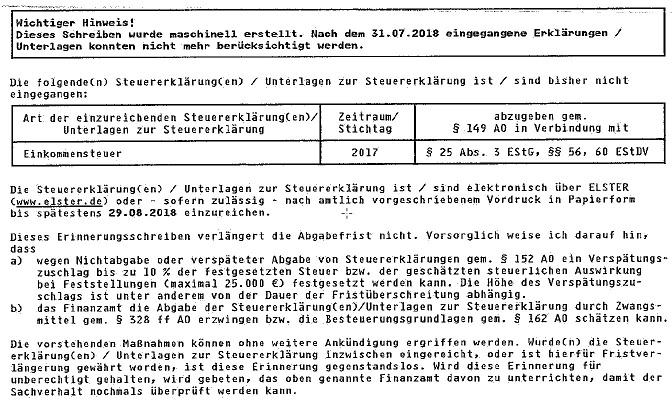 Wichtiger Hinweis!
Dieses Schreiben wurde maschinell erstellt. Nach dem 31.07.2018 eingegangene Erklärungen /
Unterlagen konnten nicht mehr berücksichtigt werden.
Die folgende(n) Steuererklärung(en) / Unterlagen zur Steuererklärung ist / sind bisher nicht
eingegangen:
Art der einzureichenden Steuererklärung(en)/
Unterlagen zur Steuererklärung
Zeitraum/
Stichtag
abzugeben gem.
§ 149 AO in Verbindung mit
Einkommensteuer
2017
§ 25 Abs. 3 EStG, §§ 56, 60 EStDV
Die Steuererklärung(en) / Unterlagen zur Steuererklärung ist / sind elektronisch über ELSTER
(www.elster.de) oder - sofern zulässig - nach amtlich vorgeschriebenem Vordruck in Papierform
bis spätestens 29.08.2018 einzureichen.
Dieses Erinnerungsschreiben verlängert die Abgabefrist nicht. Vorsorglich weise ich darauf hin,
dass
a) wegen Nichtabgabe oder verspäteter Abgabe von Steuererklärungen gem. § 152 AO ein Verspätungs-
zuschlag bis zu 10 % der festgesetzten Steuer bzw. der geschätzten steuerlichen Auswirkung
bei Feststellungen (maximal 25.000 €) festgesetzt werden kann. Die Höhe des Verspätungszu-
schlags ist unter anderem von der Dauer der Fristüberschreitung abhängig.
b) das Finanzamt die Abgabe der Steuererklärung(en)/Unterlagen zur Steuererklärung durch Zwangs-
mittel gem. § 328 ff AO erzwingen bzw. die Besteuerungsgrundlagen gem. § 162 AO schätzen kann.
Die vorstehenden Maßnahmen können ohne weitere Ankündigung ergriffen werden. Wurde(n) die Steuer-
erklärung(en) / Unterlagen zur Steuererklärung inzwischen eingereicht, oder ist hierfür Fristver-
längerung gewährt worden, ist diese Erinnerung gegenstandslos. Wird diese Erinnerung für
unberechtigt gehalten, wird gebeten, das oben genannte Finanzamt davon zu unterrichten, damit der
Sachverhalt nochmals überprüft werden kann.